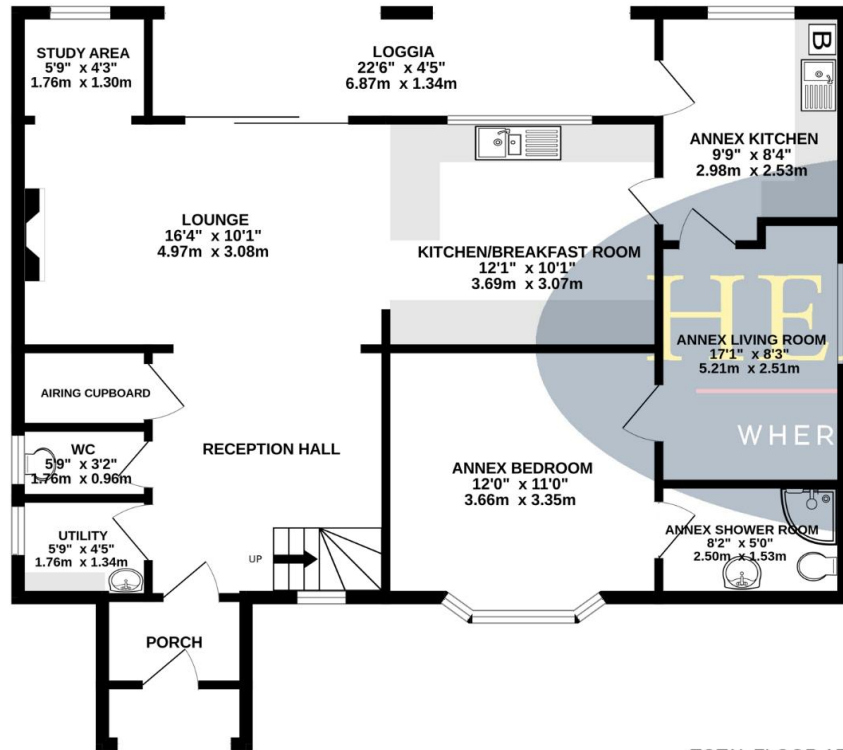 STUDY AREA
5'9" x 4'3"
1.76m x 1.30m
LOGGIA
22'6" x 4'5"
6.87m x 1.34m
B
ANNEX KITCHEN
9'9" x 8'4"
2.98m x 2.53m
LOUNGE
16'4" x 10'1"
4.97m x 3.08m
KITCHEN/BREAKFAST ROOM
12'1" x 10'1"
3.69m x 3.07m
HE
ANNEX LIVING ROOM
17'1" x 8'3"
5.21m x 2.51m
WHER
AIRING CUPBOARD
WC
5'9" x 3'2"
1.76m x 0.96m
RECEPTION HALL
ANNEX BEDROOM
12'0" x 11'0"
3.66m x 3.35m
UTILITY
5'9" x 4'5"
1.76m x 1.34m
UP
ANNEX SHOWER ROOM
8'2" x 5'0"
2.50m x 1.53m
PORCH